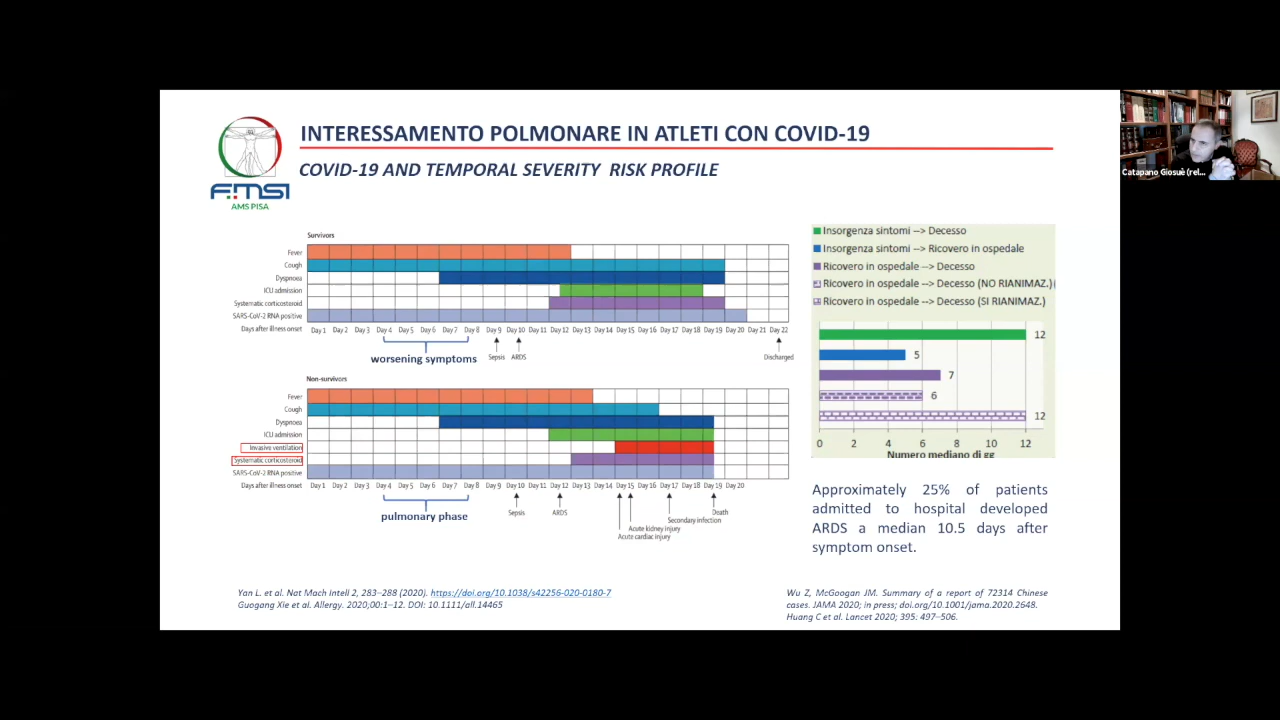 INTERESSAMENTO POLMONARE IN ATLETI CON COVID-19
COVID-19 AND TEMPORAL SEVERITY RISK PROFILE
FMSI
AMS PISA
Catapano Giosuè (rel...
Survivors
Fever
Cough
Dyspnoea
ICU admission
Systematic corticosteroid
SARS-CoV-2 RNA positive
Days after illness onset Day 1 Day 2 Day 3 Day 4 Day 5 Day 6 Day 7 Day 8 Day 9 Day 10 Day 11 Day 12 Day 13 Day 14 Day 15 Day 16 Day 17 Day 18 Day 19 Day 20 Day 21 Day 22
worsening symptoms
Sepsis ARDS Discharged
Non-survivors
Fever
Cough
Dyspnoea
ICU admission
Invasive ventilation
Systematic corticosteroid
SARS-CoV-2 RNA positive
Days after illness onset Day 1 Day 2 Day 3 Day 4 Day 5 Day 6 Day 7 Day 8 Day 9 Day 10 Day 11 Day 12 Day 13 Day 14 Day 15 Day 16 Day 17 Day 18 Day 19 Day 20
pulmonary phase
Sepsis ARDS Death
Secondary infection
Acute kidney injury
Acute cardiac injury
Insorgenza sintomi --> Decesso
Insorgenza sintomi --> Ricovero in ospedale
Ricovero in ospedale --> Decesso
Ricovero in ospedale --> Decesso (NO RIANIMAZ.)
Ricovero in ospedale --> Decesso (SI RIANIMAZ.)
12
5
7
6
12
0 2 4 6 8 10 12
Numero mediano di gg
Approximately 25% of patients
admitted to hospital developed
ARDS a median 10.5 days after
symptom onset.
Yan L. et al. Nat Mach Intell 2, 283–288 (2020). https://doi.org/10.1038/s42256-020-0180-7
Guogang Xie et al. Allergy. 2020;00:1–12. DOI: 10.1111/all.14465
Wu Z, McGoogan JM. Summary of a report of 72314 Chinese
cases. JAMA 2020; in press; doi.org/10.1001/jama.2020.2648.
Huang C et al. Lancet 2020; 395: 497–506.